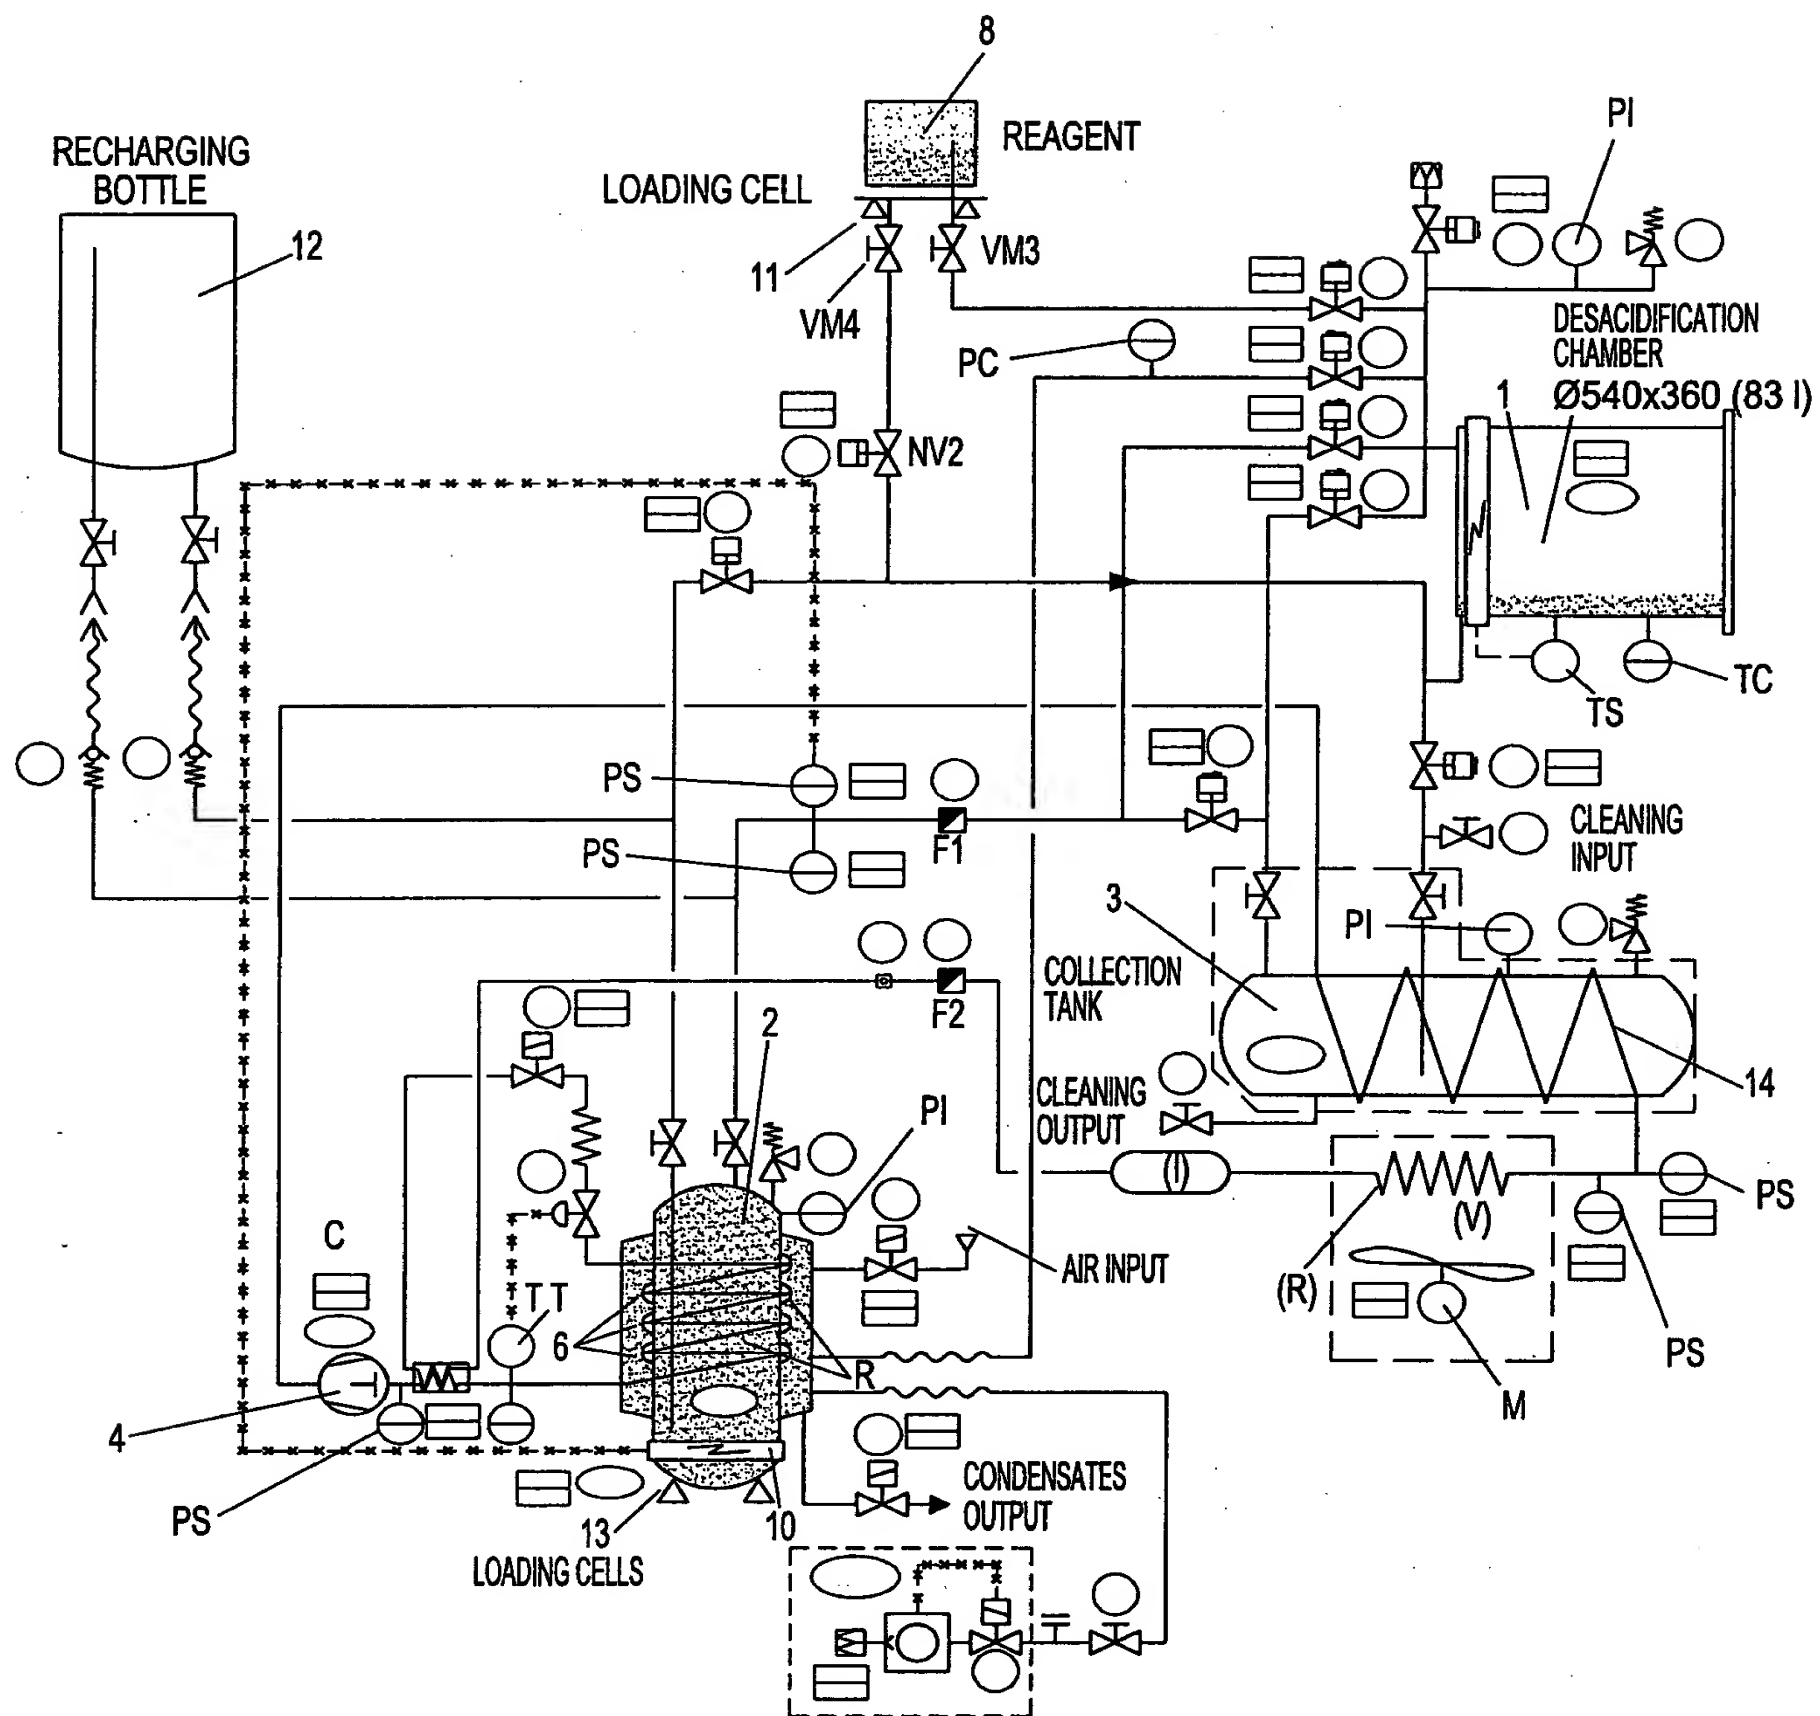 8
PI
RECHARGING
BOTTLE
REAGENT
LOADING CELL
12
11
VM3
VM4
PC
DESACIDIFICATION
CHAMBER
1
Ø540x360 (83 l)
NV2
TC
TS
PS
F1
PS
CLEANING
INPUT
3
PI
COLLECTION
TANK
F2
2
14
CLEANING
OUTPUT
PI
PS
(V)
C
AIR INPUT
(R)
TT
6
R
PS
M
4
CONDENSATES
OUTPUT
PS
13
10
LOADING CELLS